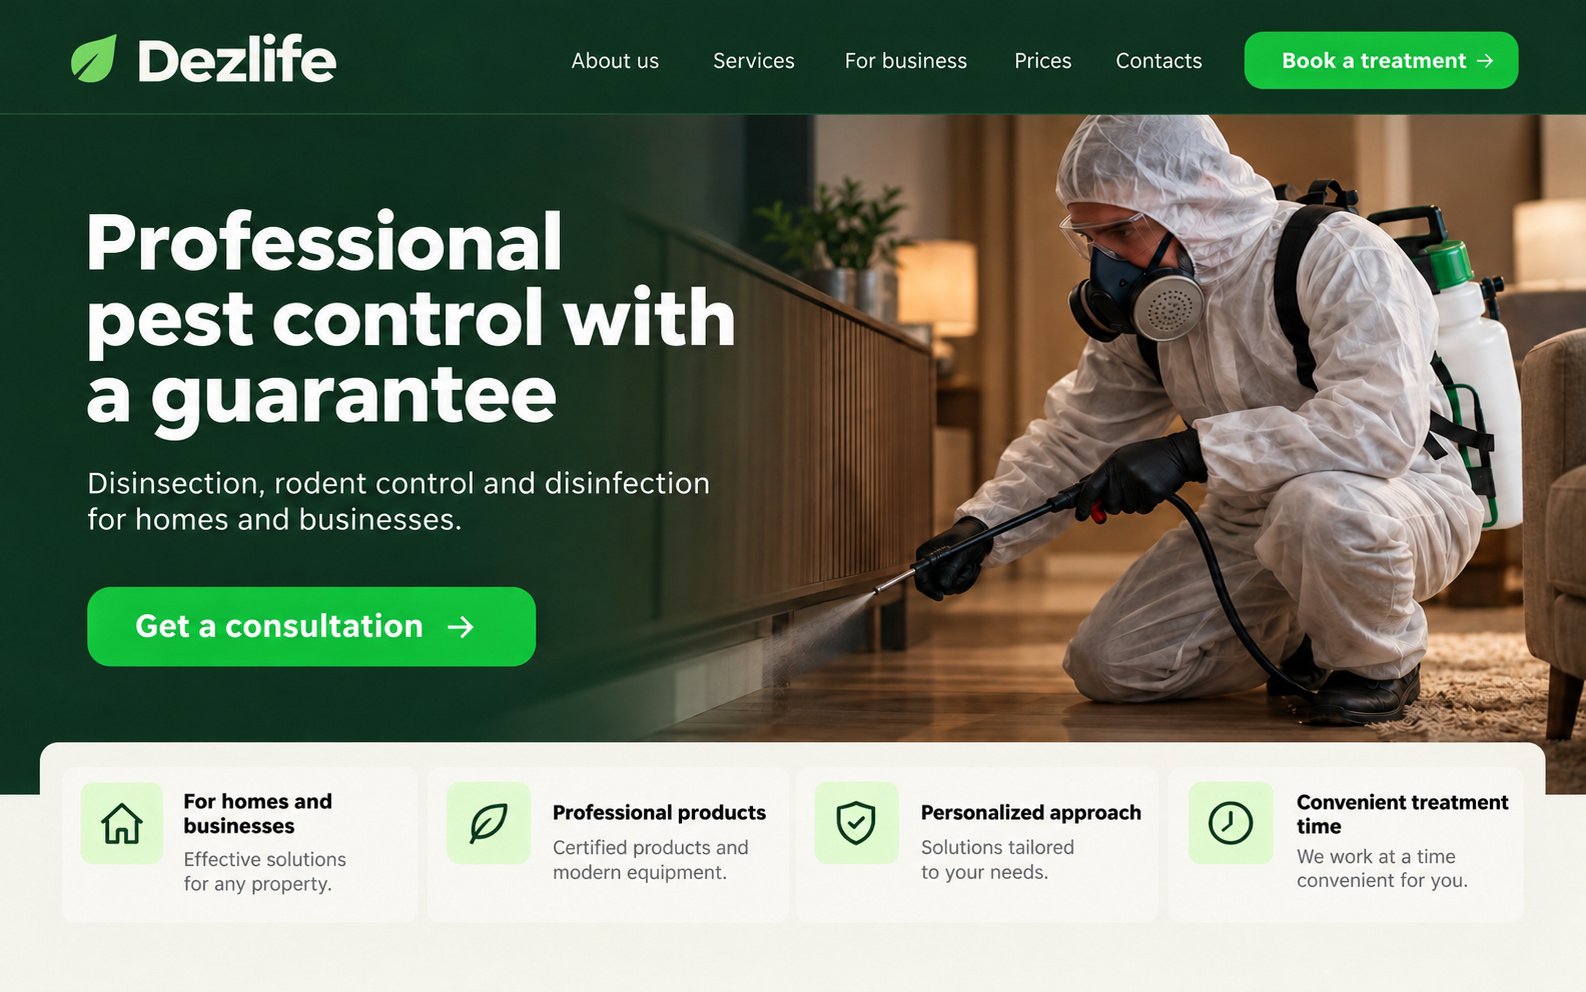 Dezlife
About us
Services
For business
Prices
Contacts
Book a treatment →
Professional
pest control with
a guarantee
Disinsection, rodent control and disinfection
for homes and businesses.
Get a consultation →
For homes and
businesses
Effective solutions
for any property.
Professional products
Certified products and
modern equipment.
Personalized approach
Solutions tailored
to your needs.
Convenient treatment
time
We work at a time
convenient for you.